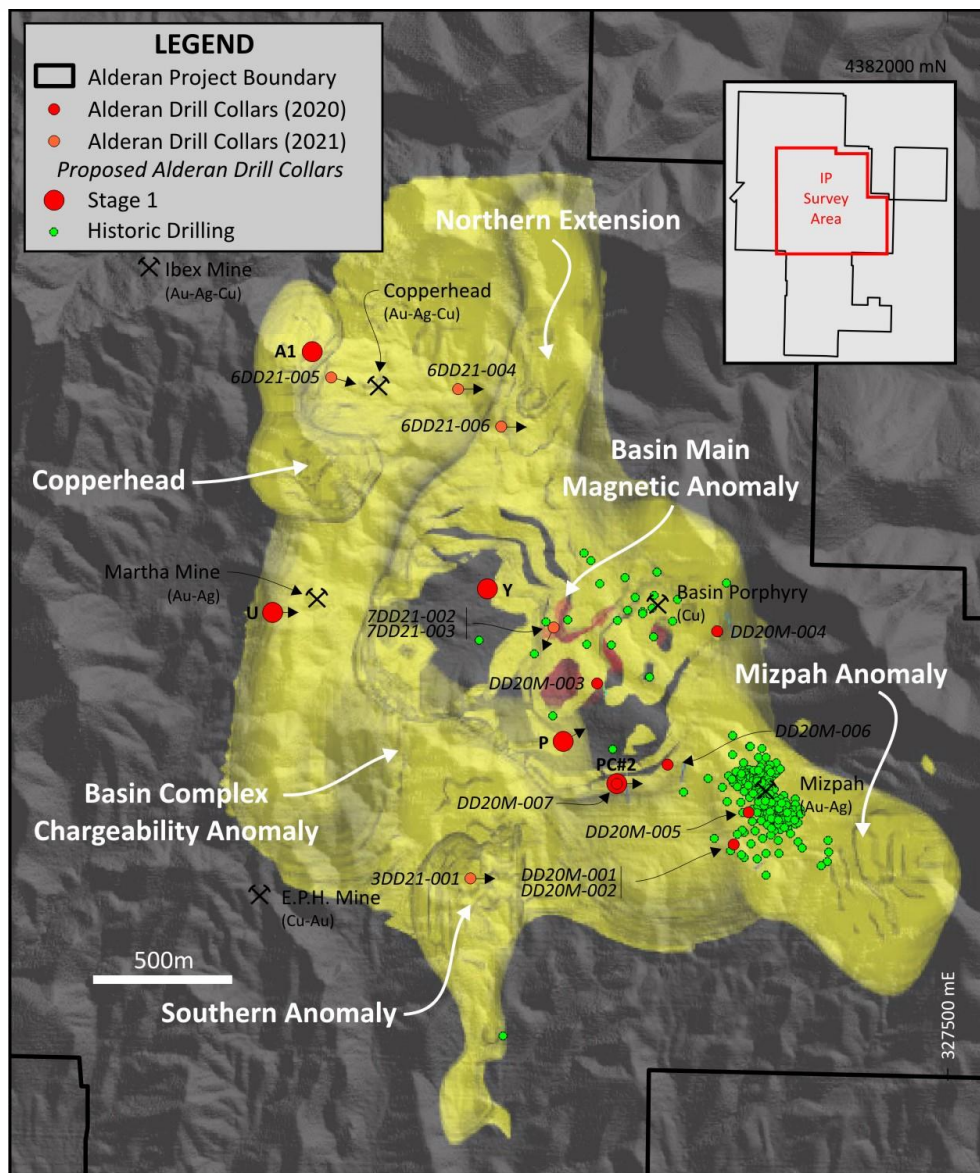 LEGEND
Alderan Project Boundary
Alderan Drill Collars (2020)
Alderan Drill Collars (2021)
Proposed Alderan Drill Collars
Stage 1
Historic Drilling
4382000 mN
IP
Survey
Area
Northern Extension
Ibex Mine
(Au-Ag-Cu)
Copperhead
(Au-Ag-Cu)
A1
6DD21-005
6DD21-004
6DD21-006
Basin Main
Magnetic Anomaly
Copperhead
Martha Mine
(Au-Ag)
U
Y
7DD21-002
7DD21-003
Basin Porphyry
(Cu)
DD20M-004
DD20M-003
Mizpah Anomaly
P
DD20M-006
PC#2
Basin Complex
Chargeability Anomaly
DD20M-007
Mizpah
(Au-Ag)
DD20M-005
3DD21-001
DD20M-001
DD20M-002
E.P.H. Mine
(Cu-Au)
500m
Southern Anomaly
327500 mE